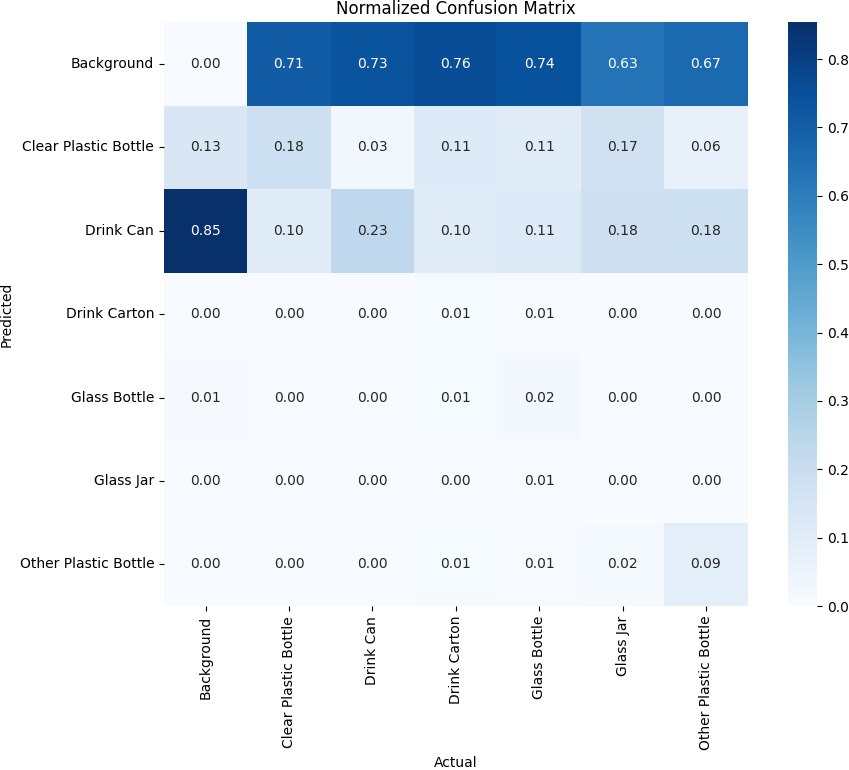 Normalized Confusion Matrix
Background 0.00 0.71 0.73 0.76 0.74 0.63 0.67
Clear Plastic Bottle 0.13 0.18 0.03 0.11 0.11 0.17 0.06
Drink Can 0.85 0.10 0.23 0.10 0.11 0.18 0.18
Drink Carton 0.00 0.00 0.00 0.01 0.01 0.00 0.00
Glass Bottle 0.01 0.00 0.00 0.01 0.02 0.00 0.00
Glass Jar 0.00 0.00 0.00 0.00 0.01 0.00 0.00
Other Plastic Bottle 0.00 0.00 0.00 0.01 0.01 0.02 0.09
Predicted
Background
Clear Plastic Bottle
Drink Can
Drink Carton
Glass Bottle
Glass Jar
Other Plastic Bottle
Actual
0.8
0.7
0.6
0.5
0.4
0.3
0.2
0.1
0.0